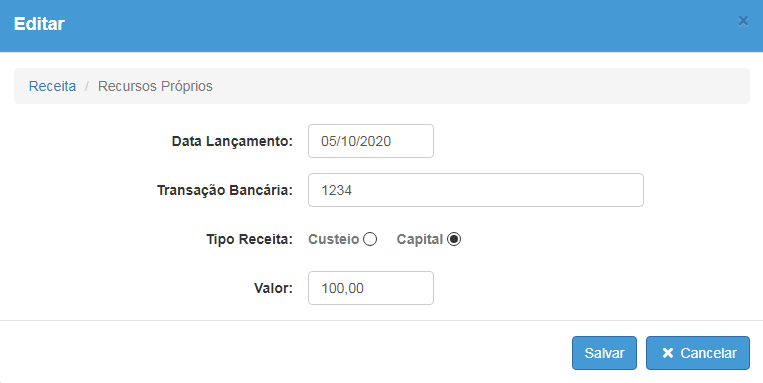 Editar ×
Receita / Recursos Próprios
Data Lançamento: 05/10/2020
Transação Bancária: 1234
Tipo Receita: Custeio Capital
Valor: 100,00
Salvar ✖ Cancelar